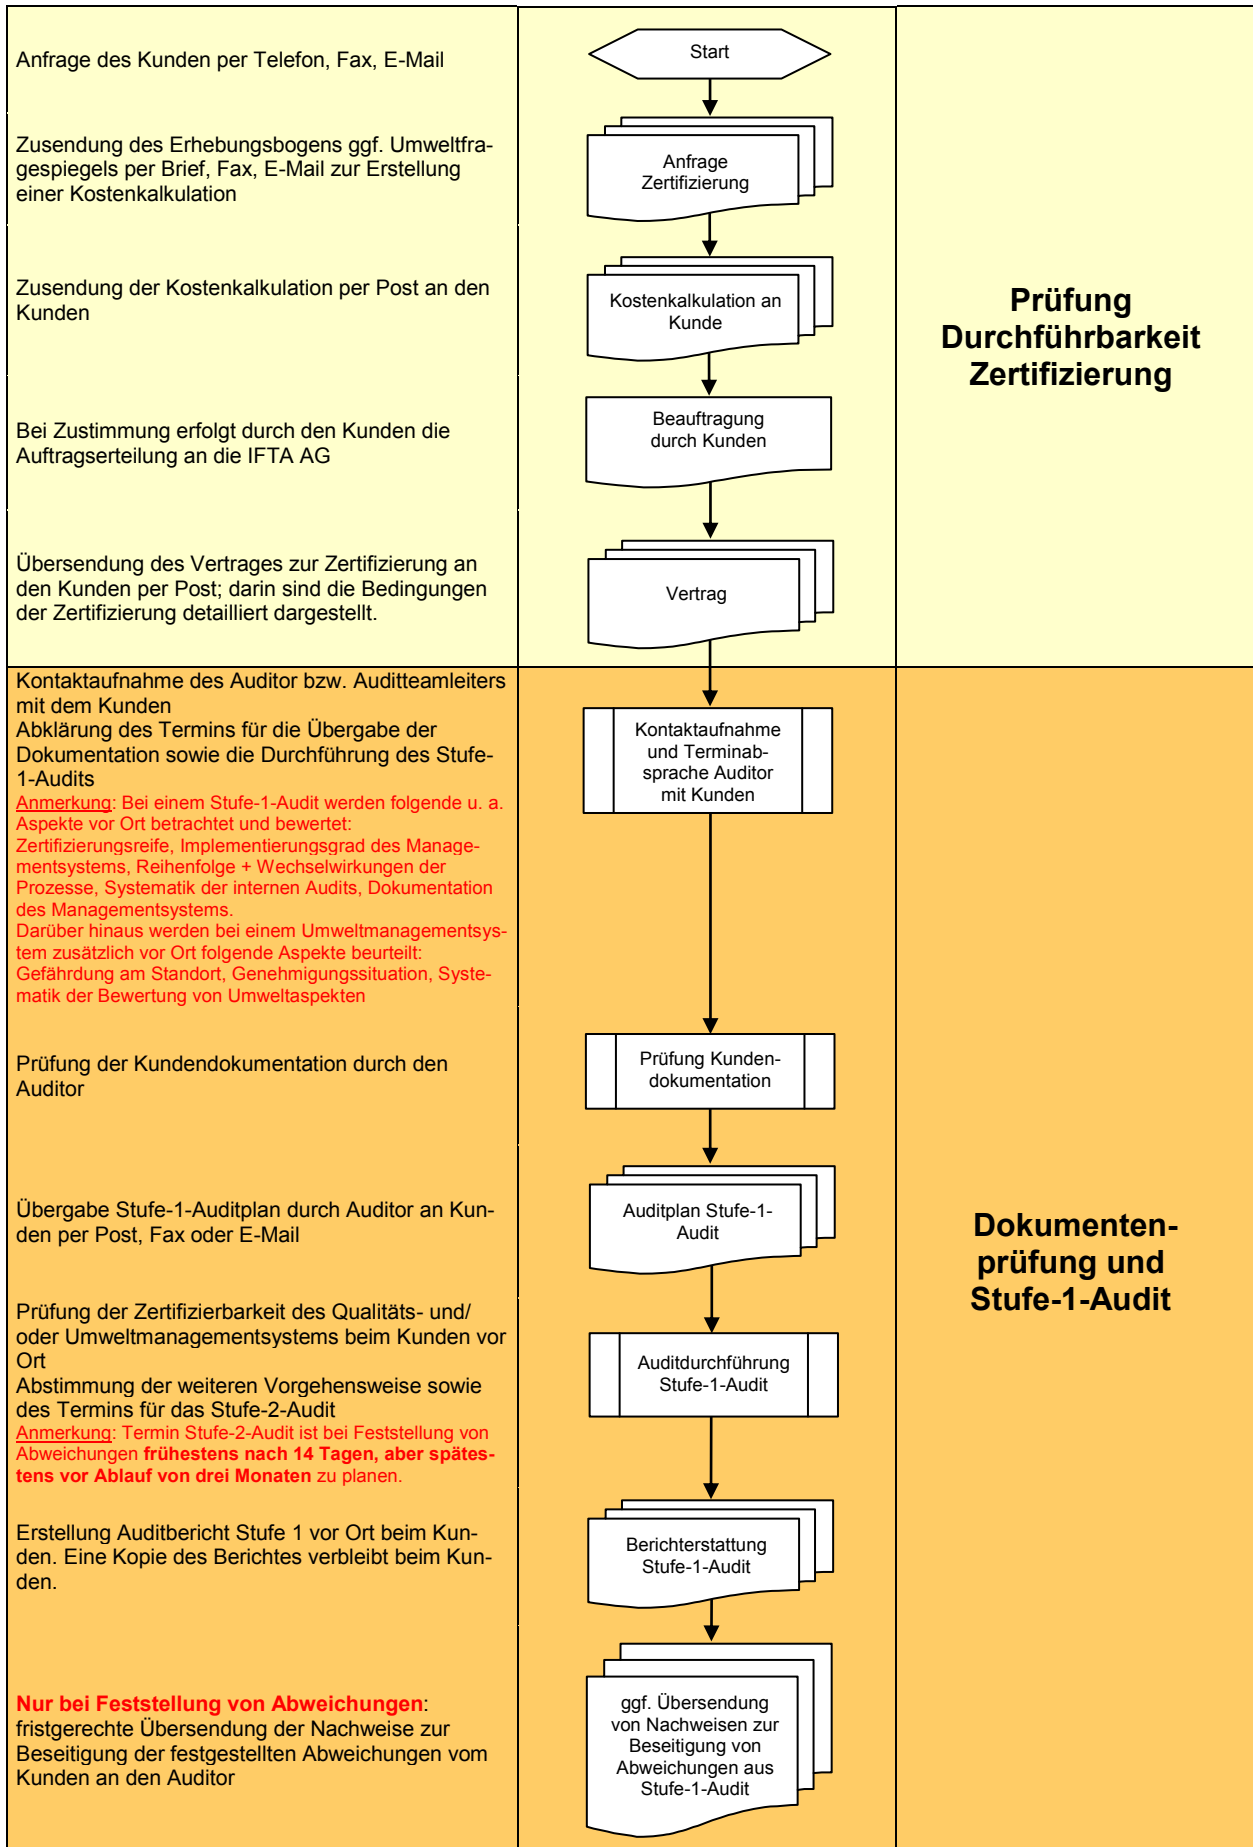 Anfrage des Kunden per Telefon, Fax, E-Mail
Start
Zusendung des Erhebungsbogens ggf. Umweltfra-
gespiegels per Brief, Fax, E-Mail zur Erstellung
einer Kostenkalkulation
Anfrage
Zertifizierung
Zusendung der Kostenkalkulation per Post an den
Kunden
Kostenkalkulation an
Kunde
Prüfung
Durchführbarkeit
Zertifizierung
Bei Zustimmung erfolgt durch den Kunden die
Auftragserteilung an die IFTA AG
Beauftragung
durch Kunden
Übersendung des Vertrages zur Zertifizierung an
den Kunden per Post; darin sind die Bedingungen
der Zertifizierung detailliert dargestellt.
Vertrag
Kontaktaufnahme des Auditor bzw. Auditteamleiters
mit dem Kunden
Abklärung des Termins für die Übergabe der
Dokumentation sowie die Durchführung des Stufe-
1-Audits
Anmerkung: Bei einem Stufe-1-Audit werden folgende u. a.
Aspekte vor Ort betrachtet und bewertet:
Zertifizierungsreife, Implementierungsgrad des Manage-
mentsystems, Reihenfolge + Wechselwirkungen der
Prozesse, Systematik der internen Audits, Dokumentation
des Managementsystems.
Darüber hinaus werden bei einem Umweltmanagementsys-
tem zusätzlich vor Ort folgende Aspekte beurteilt:
Gefährdung am Standort, Genehmigungssituation, Syste-
matik der Bewertung von Umweltaspekten
Kontaktaufnahme
und Terminab-
sprache Auditor
mit Kunden
Prüfung der Kundendokumentation durch den
Auditor
Prüfung Kunden-
dokumentation
Übergabe Stufe-1-Auditplan durch Auditor an Kun-
den per Post, Fax oder E-Mail
Auditplan Stufe-1-
Audit
Dokumenten-
prüfung und
Stufe-1-Audit
Prüfung der Zertifizierbarkeit des Qualitäts- und/
oder Umweltmanagementsystems beim Kunden vor
Ort
Abstimmung der weiteren Vorgehensweise sowie
des Termins für das Stufe-2-Audit
Anmerkung: Termin Stufe-2-Audit ist bei Feststellung von
Abweichungen frühestens nach 14 Tagen, aber spätes-
tens vor Ablauf von drei Monaten zu planen.
Auditdurchführung
Stufe-1-Audit
Erstellung Auditbericht Stufe 1 vor Ort beim Kun-
den. Eine Kopie des Berichtes verbleibt beim Kun-
den.
Berichterstattung
Stufe-1-Audit
Nur bei Feststellung von Abweichungen:
fristgerechte Übersendung der Nachweise zur
Beseitigung der festgestellten Abweichungen vom
Kunden an den Auditor
ggf. Übersendung
von Nachweisen zur
Beseitigung von
Abweichungen aus
Stufe-1-Audit